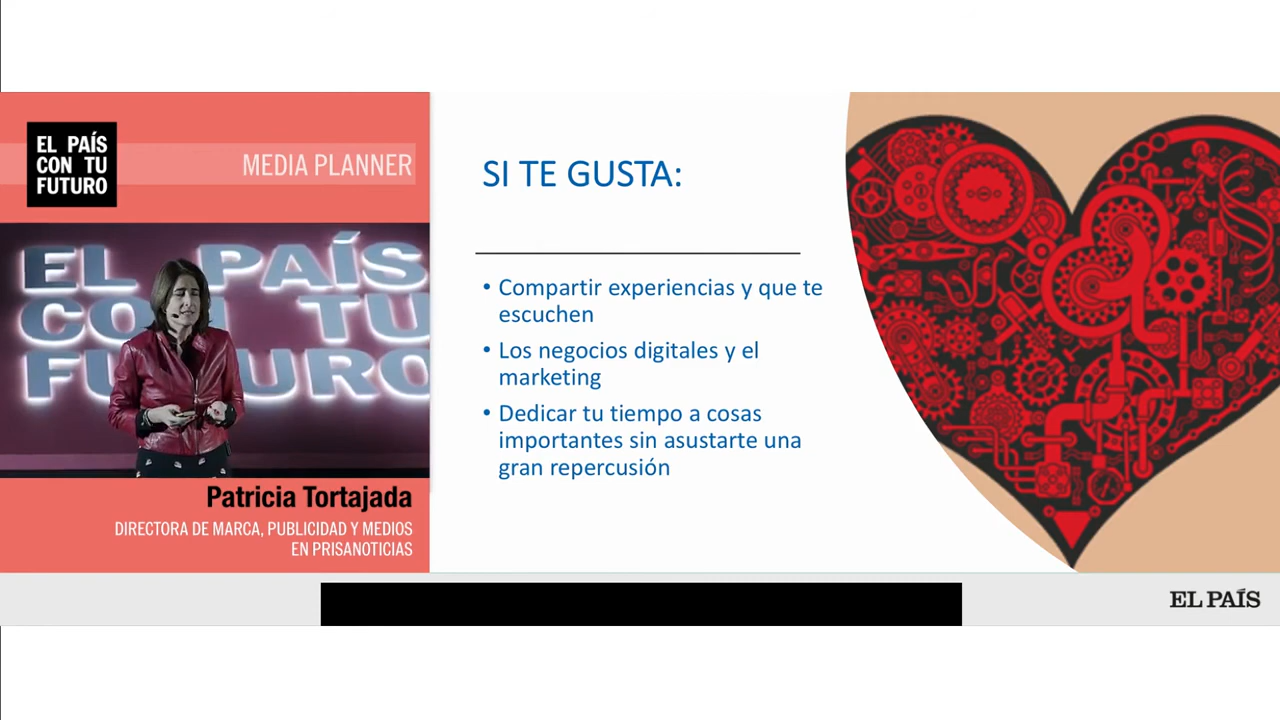 EL PAÍS
CON TU
FUTURO
MEDIA PLANNER
EL PAÍS
CON TU
FUTURO
Patricia Tortajada
DIRECTORA DE MARCA, PUBLICIDAD Y MEDIOS
EN PRISANOTICIAS
SI TE GUSTA:
• Compartir experiencias y que te
escuchen
• Los negocios digitales y el
marketing
• Dedicar tu tiempo a cosas
importantes sin asustarte una
gran repercusión
EL PAÍS